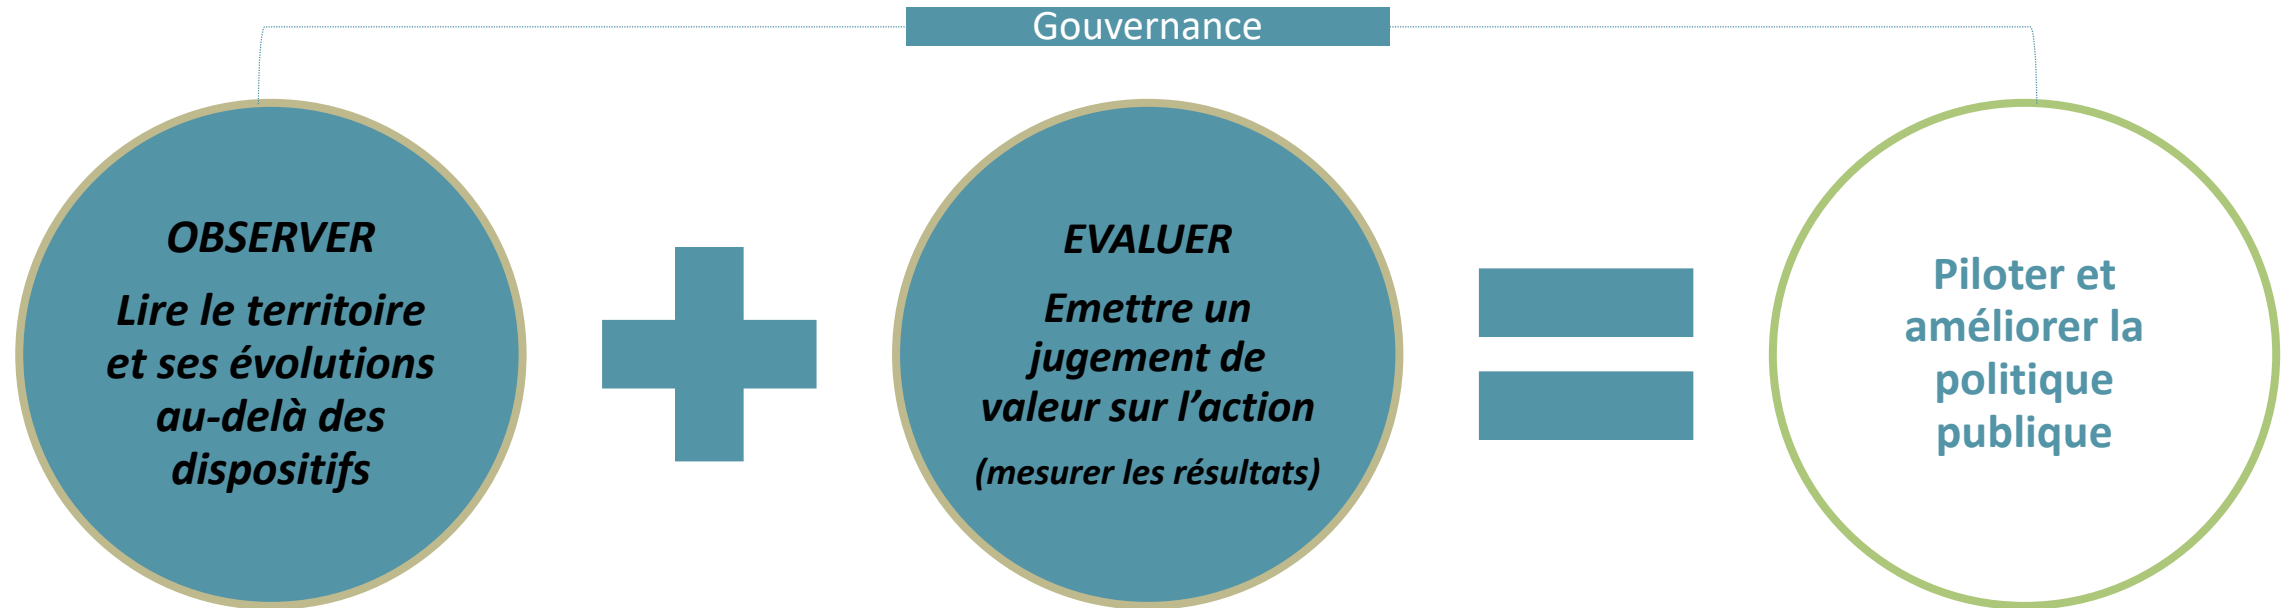 Gouvernance
OBSERVER
Lire le territoire
et ses évolutions
au-delà des
dispositifs
EVALUER
Emettre un
jugement de
valeur sur l’action
(mesurer les résultats)
Piloter et
améliorer la
politique
publique